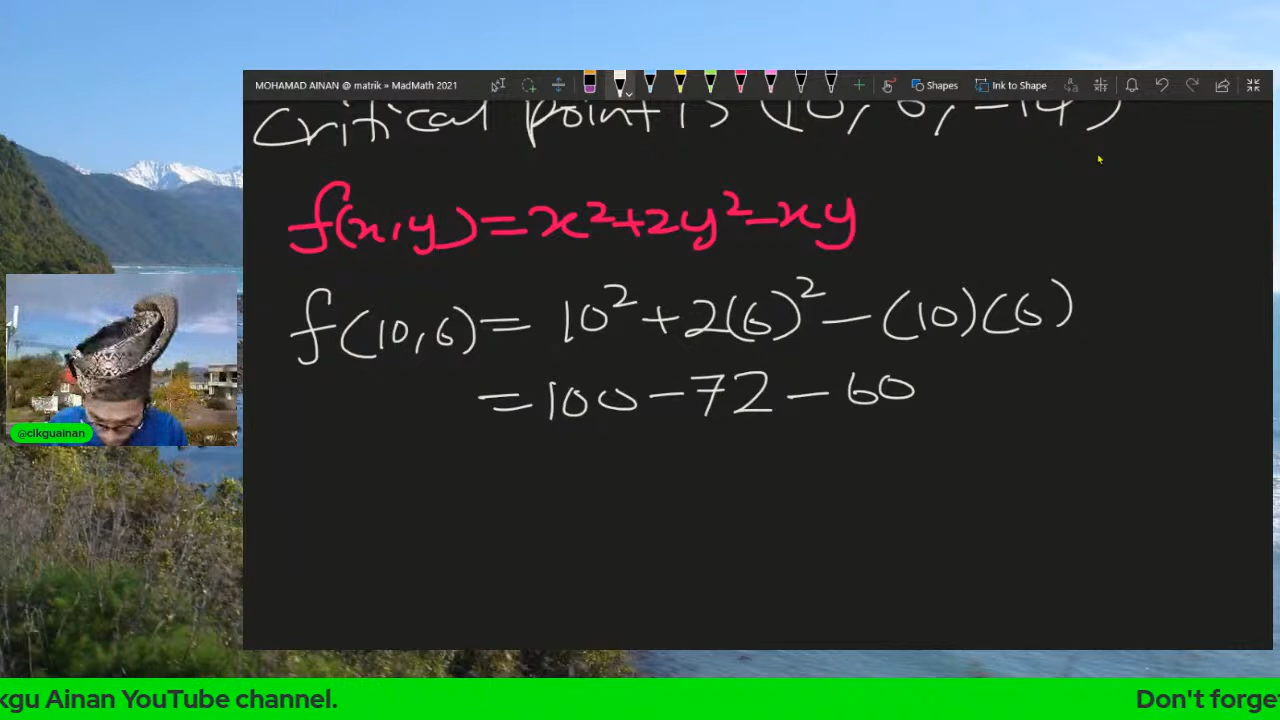 MOHAMAD AINAN @ matrik » MadMath 2021
Shapes
Ink to Shape
Critical point is (10, 6, -14)
f(x,y)=x²+2y²-xy
f(10,6)= 10²+2(6)²-(10)(6)
=100-72-60
@cikguainan
kgu Ainan YouTube channel.
Don't forge